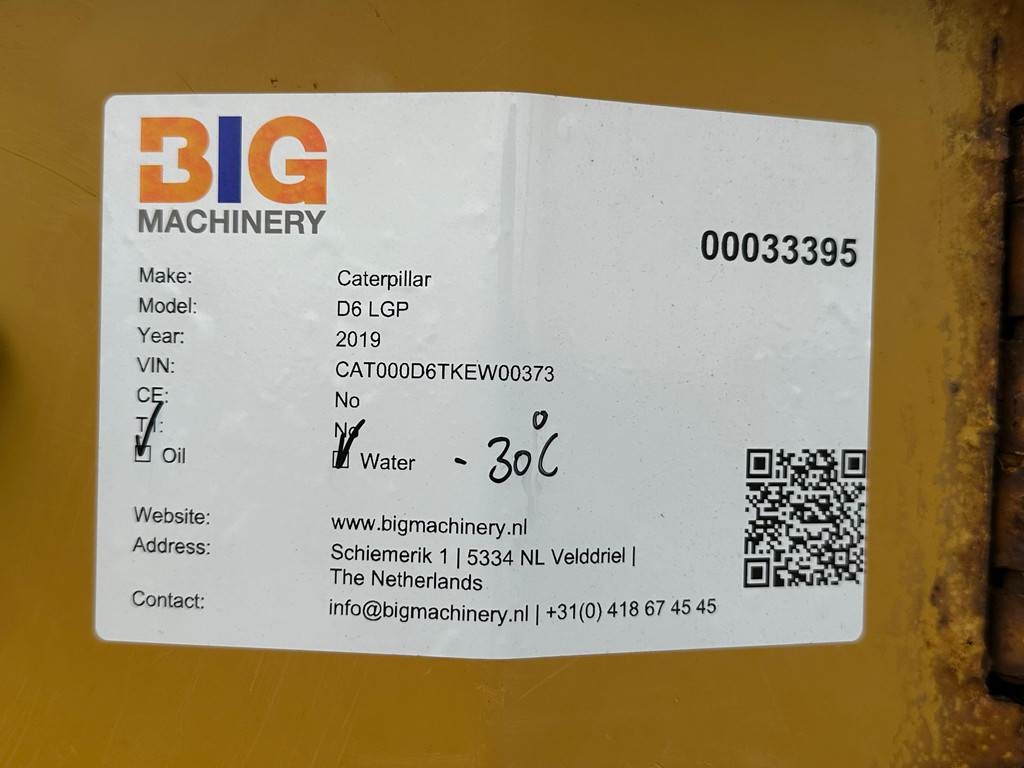 BIG
MACHINERY
00033395
Make: Caterpillar
Model: D6 LGP
Year: 2019
VIN: CAT000D6TKEW00373
CE: No
T1: No
Oil Water - 30°C
Website: www.bigmachinery.nl
Address: Schiemerik 1 | 5334 NL Velddriel |
The Netherlands
Contact: info@bigmachinery.nl | +31(0) 418 67 45 45